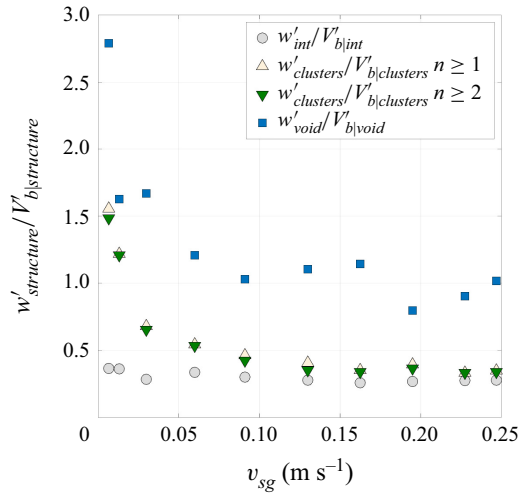 3.0
2.5
2.0
1.5
1.0
0.5
0
0.05
0.10
0.15
0.20
0.25
w'structure/V'b|structure
vsg (m s–1)
w'int/V'b|int
w'clusters/V'b|clusters n ≥ 1
w'clusters/V'b|clusters n ≥ 2
w'void/V'b|void